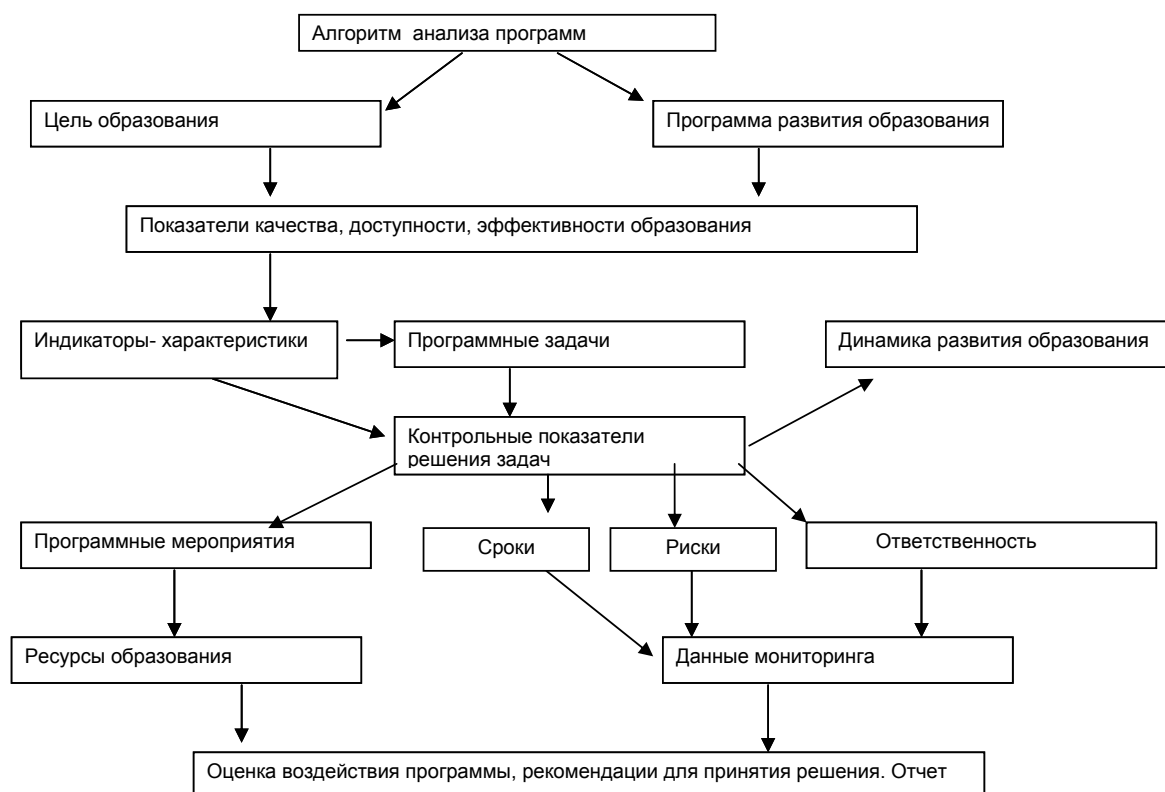 Алгоритм анализа программ
Цель образования
Программа развития образования
Показатели качества, доступности, эффективности образования
Индикаторы- характеристики
Программные задачи
Динамика развития образования
Контрольные показатели
решения задач
Программные мероприятия
Сроки
Риски
Ответственность
Ресурсы образования
Данные мониторинга
Оценка воздействия программы, рекомендации для принятия решения. Отчет